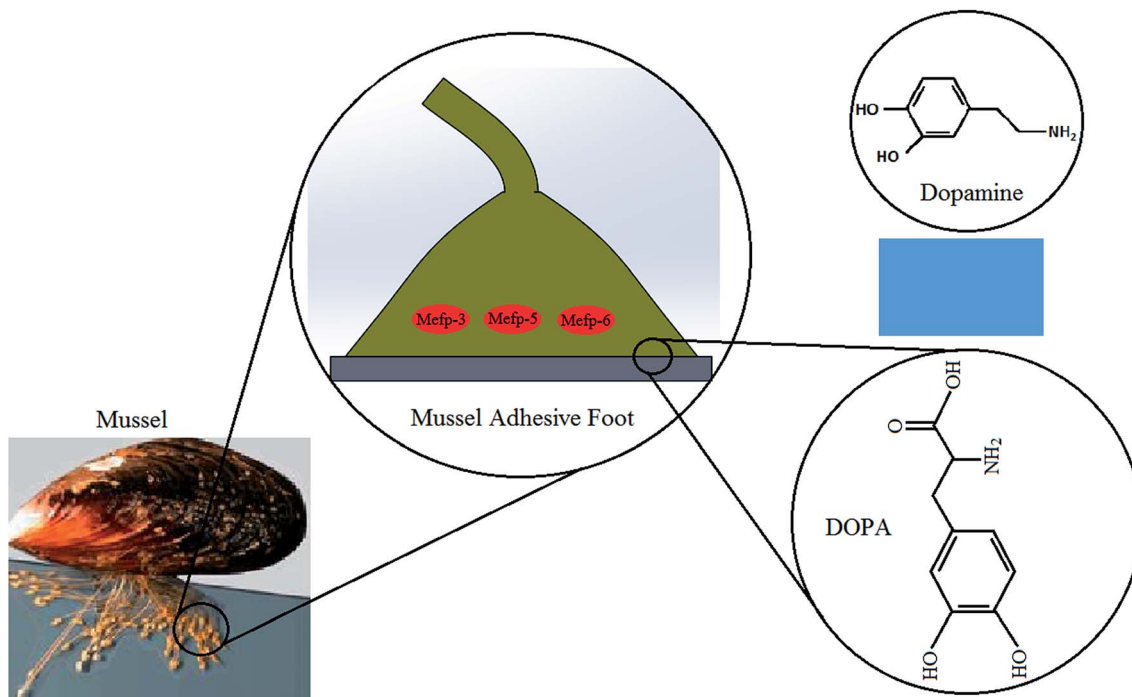 Mussel
Mefp-3 Mefp-5 Mefp-6
Mussel Adhesive Foot
HO
HO
NH2
Dopamine
OH
O
NH2
DOPA
HO
HO